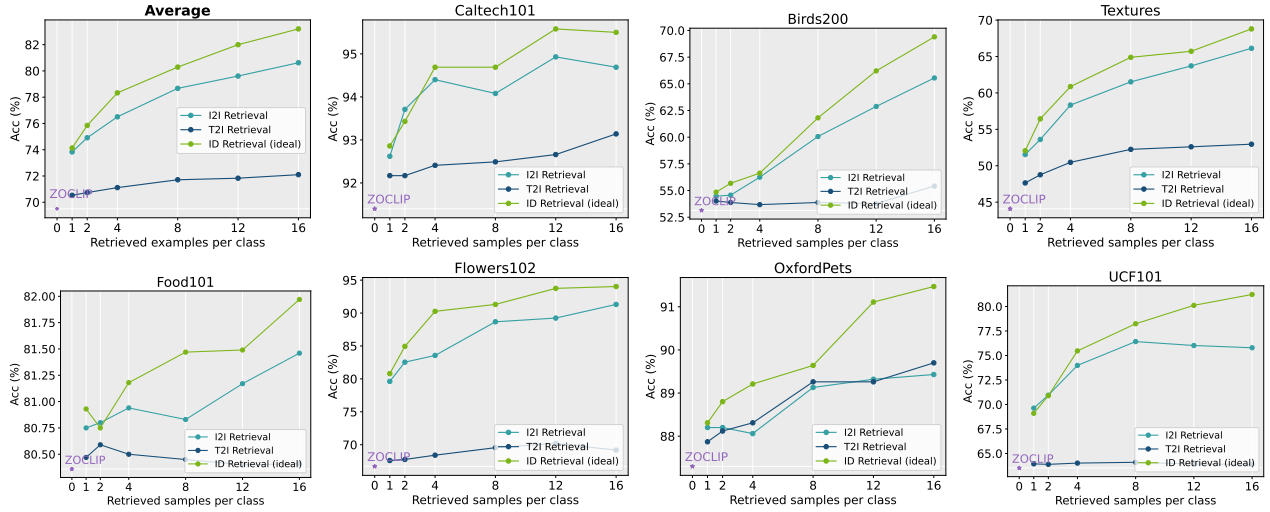 Average
Acc (%)
82
80
78
76
74
72
70
I2I Retrieval
T2I Retrieval
ID Retrieval (ideal)
ZOCLIP
0 1 2 4 8 12 16
Retrieved examples per class
Caltech101
Acc (%)
95
94
93
92
I2I Retrieval
T2I Retrieval
ID Retrieval (ideal)
ZOCLIP
0 1 2 4 8 12 16
Retrieved samples per class
Birds200
Acc (%)
70.0
67.5
65.0
62.5
60.0
57.5
55.0
52.5
I2I Retrieval
T2I Retrieval
ID Retrieval (ideal)
ZOCLIP
0 1 2 4 8 12 16
Retrieved samples per class
Textures
Acc (%)
70
65
60
55
50
45
I2I Retrieval
T2I Retrieval
ID Retrieval (ideal)
ZOCLIP
0 1 2 4 8 12 16
Retrieved samples per class
Food101
Acc (%)
82.00
81.75
81.50
81.25
81.00
80.75
80.50
I2I Retrieval
T2I Retrieval
ID Retrieval (ideal)
ZOCLIP
0 1 2 4 8 12 16
Retrieved samples per class
Flowers102
Acc (%)
95
90
85
80
75
70
I2I Retrieval
T2I Retrieval
ID Retrieval (ideal)
ZOCLIP
0 1 2 4 8 12 16
Retrieved samples per class
OxfordPets
Acc (%)
91
90
89
88
I2I Retrieval
T2I Retrieval
ID Retrieval (ideal)
ZOCLIP
0 1 2 4 8 12 16
Retrieved samples per class
UCF101
Acc (%)
80.0
77.5
75.0
72.5
70.0
67.5
65.0
I2I Retrieval
T2I Retrieval
ID Retrieval (ideal)
ZOCLIP
0 1 2 4 8 12 16
Retrieved samples per class